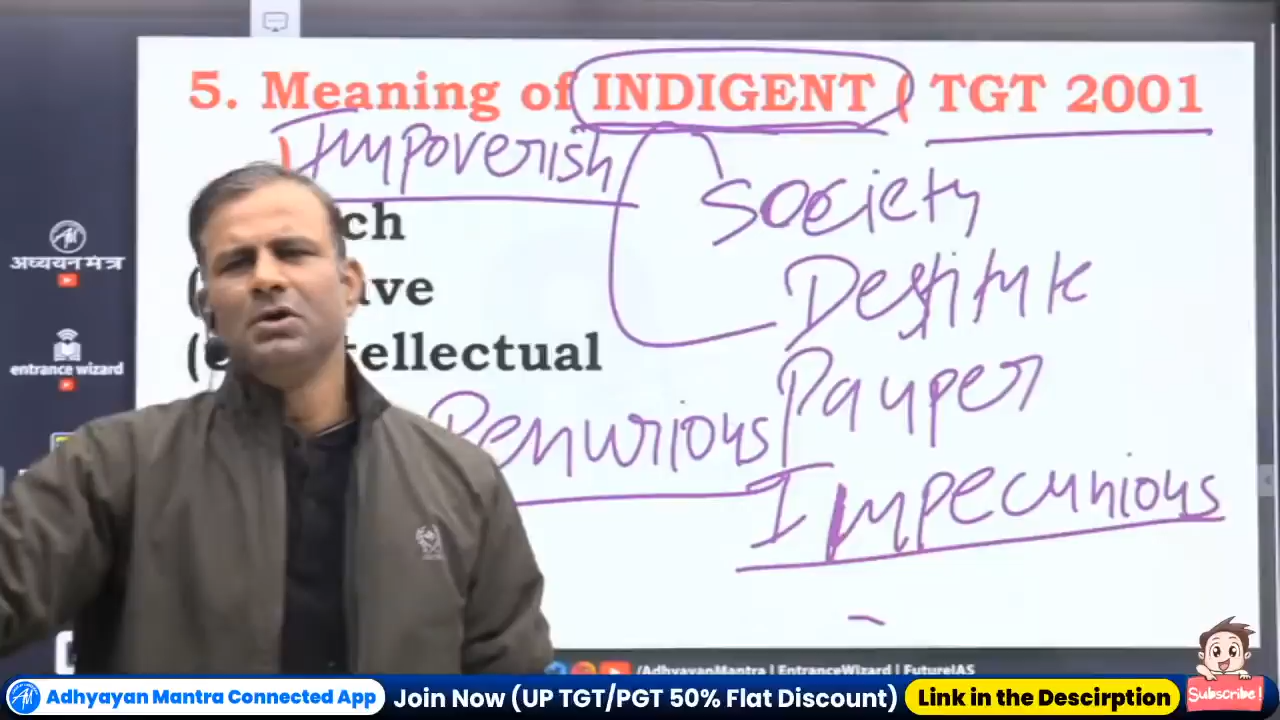 5. Meaning of INDIGENT ( TGT 2001
Impoverish
Society
ch
Destitute
ave
tellectual
Pauper
Penurious
Impecunious
अध्ययन मंत्र
entrance wizard
/AdhyayanMantra | EntranceWizard | FutureIAS
Adhyayan Mantra Connected App
Join Now (UP TGT/PGT 50% Flat Discount)
Link in the Descirption
Subscribe!